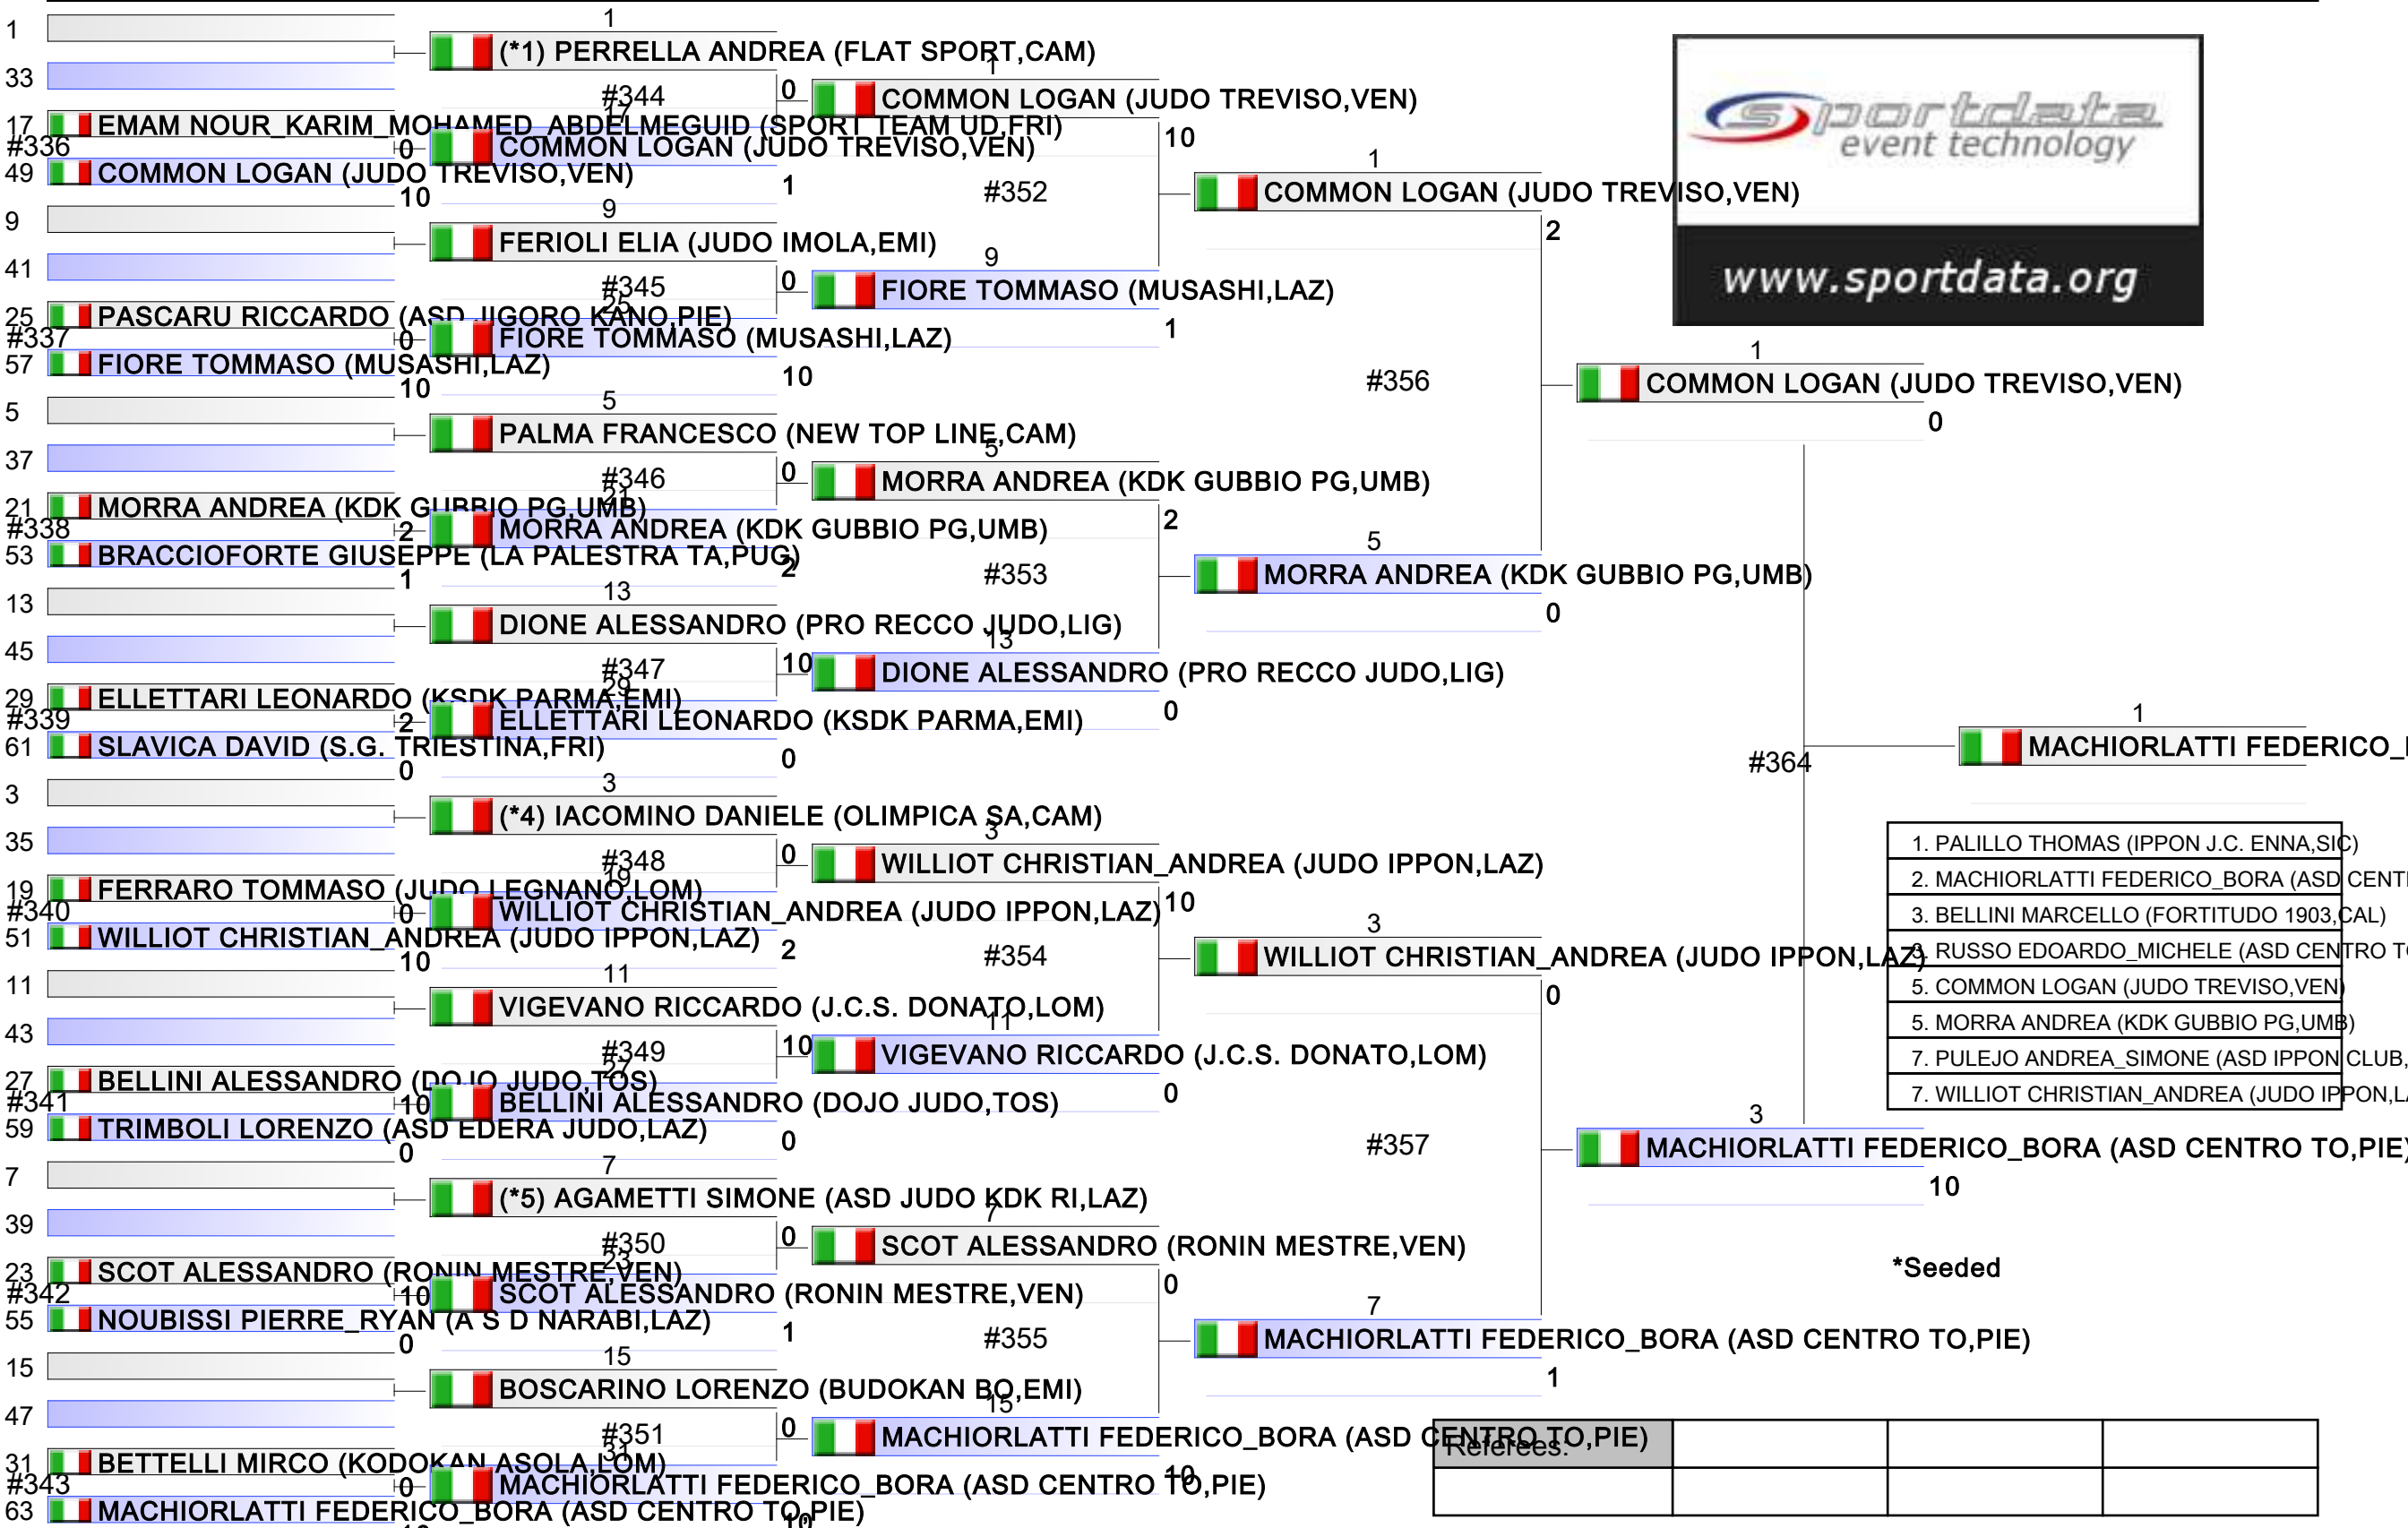 1
33
17 EMAM NOUR_KARIM_MOHAMED_ABDELMEGUID (SPORT TEAM UD,FRI)
#336 0
49 COMMON LOGAN (JUDO TREVISO,VEN)
10
9
41
25 PASCARU RICCARDO (ASD JIGORO KANO,PIE)
#337 0
57 FIORE TOMMASO (MUSASHI,LAZ)
10
5
37
21 MORRA ANDREA (KDK GUBBIO PG,UMB)
#338 2
53 BRACCIOFORTE GIUSEPPE (LA PALESTRA TA,PUG)
1
13
45
29 ELLETTARI LEONARDO (KSDK PARMA,EMI)
#339 2
61 SLAVICA DAVID (S.G. TRIESTINA,FRI)
0
3
35
19 FERRARO TOMMASO (JUDO LEGNANO,LOM)
#340 0
51 WILLIOT CHRISTIAN_ANDREA (JUDO IPPON,LAZ)
10
11
43
27 BELLINI ALESSANDRO (DOJO JUDO,TOS)
#341 10
59 TRIMBOLI LORENZO (ASD EDERA JUDO,LAZ)
0
7
39
23 SCOT ALESSANDRO (RONIN MESTRE,VEN)
#342 10
55 NOUBISSI PIERRE_RYAN (A S D NARABI,LAZ)
0
15
47
31 BETTELLI MIRCO (KODOKAN ASOLA,LOM)
#343 0
63 MACHIORLATTI FEDERICO_BORA (ASD CENTRO TO,PIE)
10
1
(*1) PERRELLA ANDREA (FLAT SPORT,CAM)
#344 0
17
COMMON LOGAN (JUDO TREVISO,VEN)
1
9
FERIOLI ELIA (JUDO IMOLA,EMI)
#345 0
25
FIORE TOMMASO (MUSASHI,LAZ)
10
5
PALMA FRANCESCO (NEW TOP LINE,CAM)
#346 0
21
MORRA ANDREA (KDK GUBBIO PG,UMB)
2
13
DIONE ALESSANDRO (PRO RECCO JUDO,LIG)
#347 10
29
ELLETTARI LEONARDO (KSDK PARMA,EMI)
0
3
(*4) IACOMINO DANIELE (OLIMPICA SA,CAM)
#348 0
19
WILLIOT CHRISTIAN_ANDREA (JUDO IPPON,LAZ)
2
11
VIGEVANO RICCARDO (J.C.S. DONATO,LOM)
#349 10
27
BELLINI ALESSANDRO (DOJO JUDO,TOS)
0
7
(*5) AGAMETTI SIMONE (ASD JUDO KDK RI,LAZ)
#350 0
23
SCOT ALESSANDRO (RONIN MESTRE,VEN)
1
15
BOSCARINO LORENZO (BUDOKAN BO,EMI)
#351 0
31
MACHIORLATTI FEDERICO_BORA (ASD CENTRO TO,PIE)
10
1
COMMON LOGAN (JUDO TREVISO,VEN)
10
#352
9
FIORE TOMMASO (MUSASHI,LAZ)
1
5
MORRA ANDREA (KDK GUBBIO PG,UMB)
2
#353
13
DIONE ALESSANDRO (PRO RECCO JUDO,LIG)
0
3
WILLIOT CHRISTIAN_ANDREA (JUDO IPPON,LAZ)
10
#354
11
VIGEVANO RICCARDO (J.C.S. DONATO,LOM)
0
7
SCOT ALESSANDRO (RONIN MESTRE,VEN)
0
#355
15
MACHIORLATTI FEDERICO_BORA (ASD CENTRO TO,PIE)
10
1
COMMON LOGAN (JUDO TREVISO,VEN)
2
#356
5
MORRA ANDREA (KDK GUBBIO PG,UMB)
0
3
WILLIOT CHRISTIAN_ANDREA (JUDO IPPON,LAZ)
0
#357
7
MACHIORLATTI FEDERICO_BORA (ASD CENTRO TO,PIE)
1
1
COMMON LOGAN (JUDO TREVISO,VEN)
0
#364
3
MACHIORLATTI FEDERICO_BORA (ASD CENTRO TO,PIE)
10
1
MACHIORLATTI FEDERICO_
sportdata
event technology
www.sportdata.org
1. PALILLO THOMAS (IPPON J.C. ENNA,SIC)
2. MACHIORLATTI FEDERICO_BORA (ASD CENT
3. BELLINI MARCELLO (FORTITUDO 1903,CAL)
3. RUSSO EDOARDO_MICHELE (ASD CENTRO T
5. COMMON LOGAN (JUDO TREVISO,VEN)
5. MORRA ANDREA (KDK GUBBIO PG,UMB)
7. PULEJO ANDREA_SIMONE (ASD IPPON CLUB,
7. WILLIOT CHRISTIAN_ANDREA (JUDO IPPON,L
*Seeded
Referees: